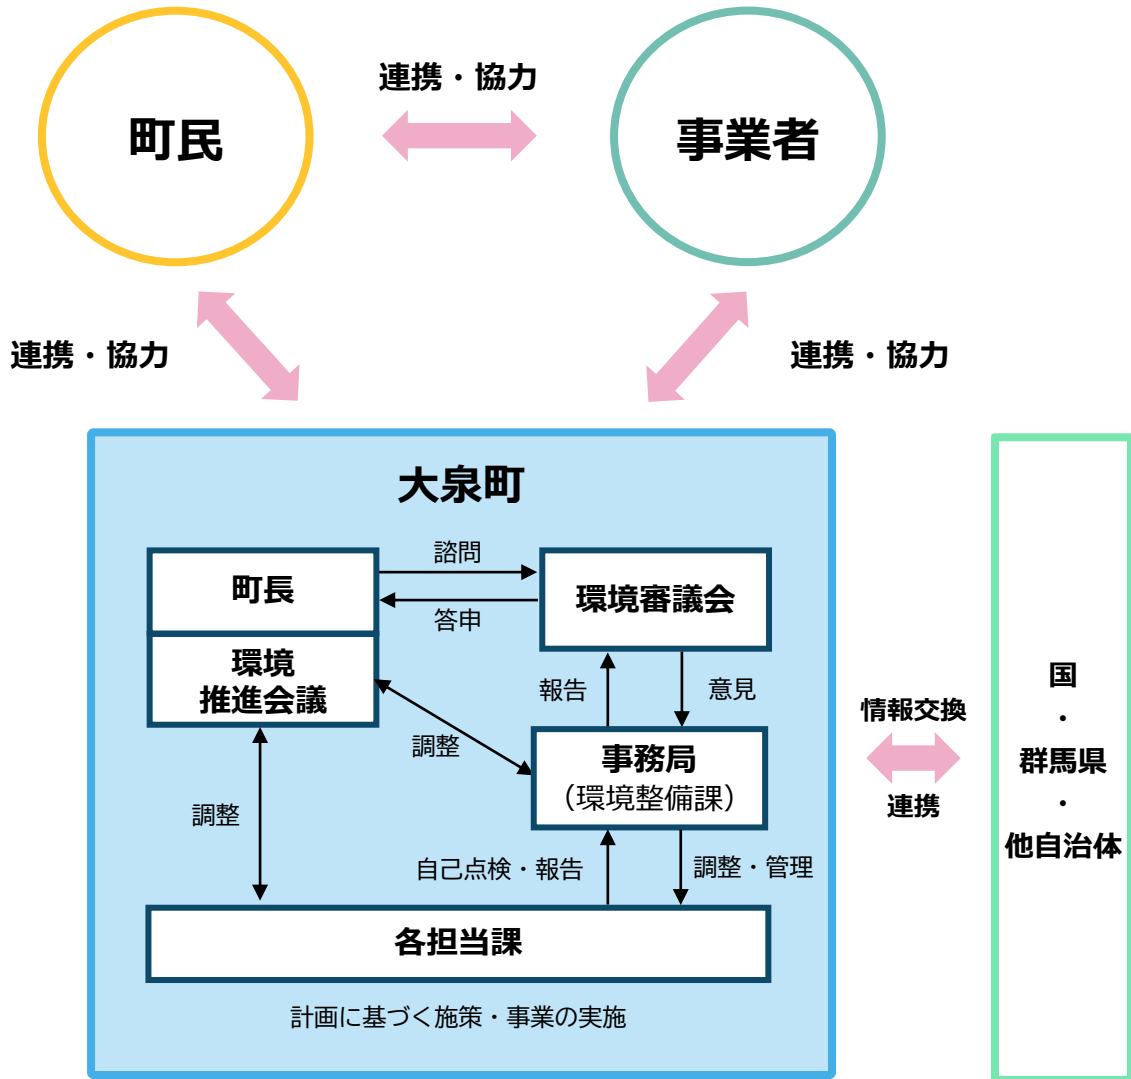 連携・協力
町民
事業者
連携・協力
連携・協力
大泉町
諮問
町長
環境審議会
答申
環境
推進会議
報告
意見
調整
事務局
（環境整備課）
調整
自己点検・報告
調整・管理
各担当課
計画に基づく施策・事業の実施
情報交換
連携
国
・
群馬県
・
他自治体